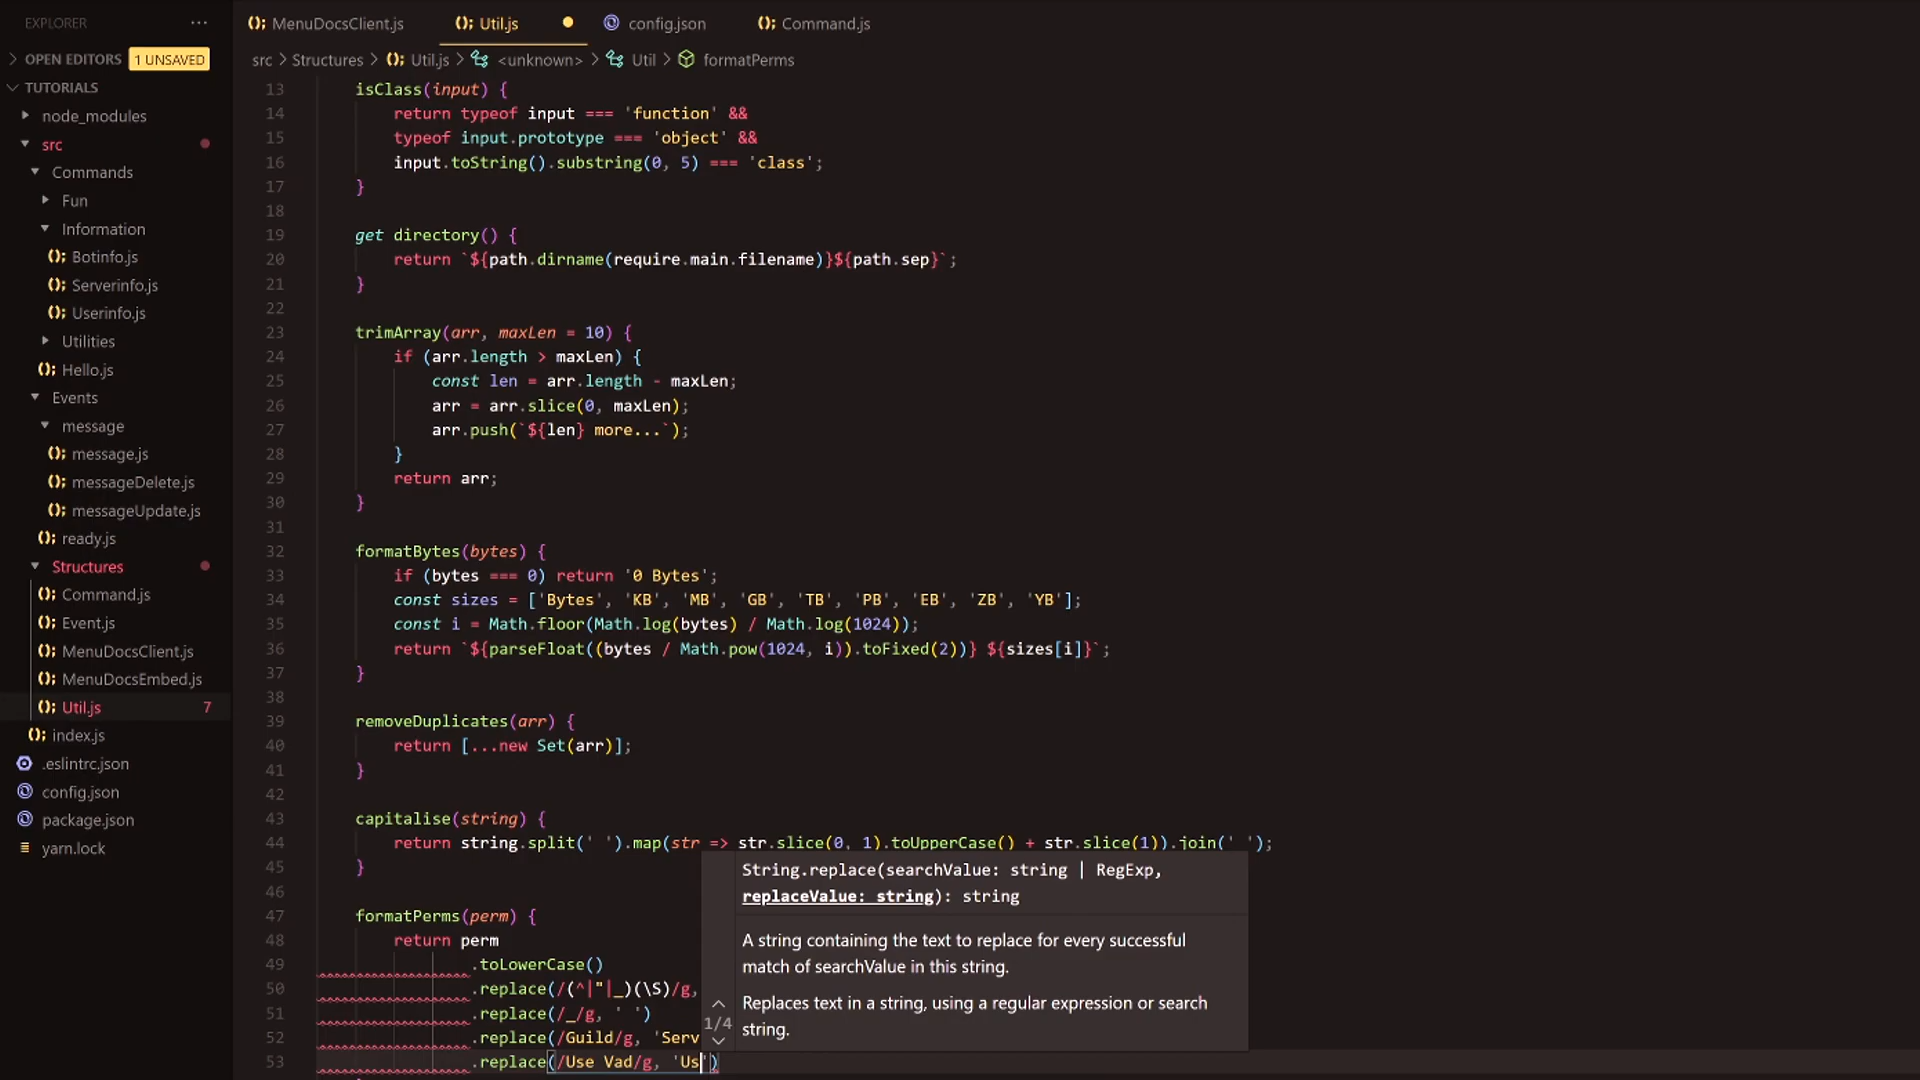 EXPLORER ···
OPEN EDITORS 1 UNSAVED
TUTORIALS
node_modules
src
Commands
Fun
Information
Botinfo.js
Serverinfo.js
Userinfo.js
Utilities
Hello.js
Events
message
message.js
messageDelete.js
messageUpdate.js
ready.js
Structures
Command.js
Event.js
MenuDocsClient.js
MenuDocsEmbed.js
Util.js 7
index.js
.eslintrc.json
config.json
package.json
yarn.lock
MenuDocsClient.js Util.js config.json Command.js
src > Structures > Util.js > <unknown> > Util > formatPerms
13 isClass(input) {
14 return typeof input === 'function' &&
15 typeof input.prototype === 'object' &&
16 input.toString().substring(0, 5) === 'class';
17 }
18
19 get directory() {
20 return `${path.dirname(require.main.filename)}${path.sep}`;
21 }
22
23 trimArray(arr, maxLen = 10) {
24 if (arr.length > maxLen) {
25 const len = arr.length - maxLen;
26 arr = arr.slice(0, maxLen);
27 arr.push(`${len} more...`);
28 }
29 return arr;
30 }
31
32 formatBytes(bytes) {
33 if (bytes === 0) return '0 Bytes';
34 const sizes = ['Bytes', 'KB', 'MB', 'GB', 'TB', 'PB', 'EB', 'ZB', 'YB'];
35 const i = Math.floor(Math.log(bytes) / Math.log(1024));
36 return `${parseFloat((bytes / Math.pow(1024, i)).toFixed(2))} ${sizes[i]}`;
37 }
38
39 removeDuplicates(arr) {
40 return [...new Set(arr)];
41 }
42
43 capitalise(string) {
44 return string.split(' ').map(str => str.slice(0, 1).toUpperCase() + str.slice(1)).join(' ');
45 }
46
47 formatPerms(perm) {
48 return perm
49 .toLowerCase()
50 .replace(/(^|"|_)(\S)/g,
51 .replace(/_/g, ' ')
52 .replace(/Guild/g, 'Serv
53 .replace(/Use Vad/g, 'Us')
String.replace(searchValue: string | RegExp,
replaceValue: string): string
A string containing the text to replace for every successful
match of searchValue in this string.
1/4
Replaces text in a string, using a regular expression or search
string.